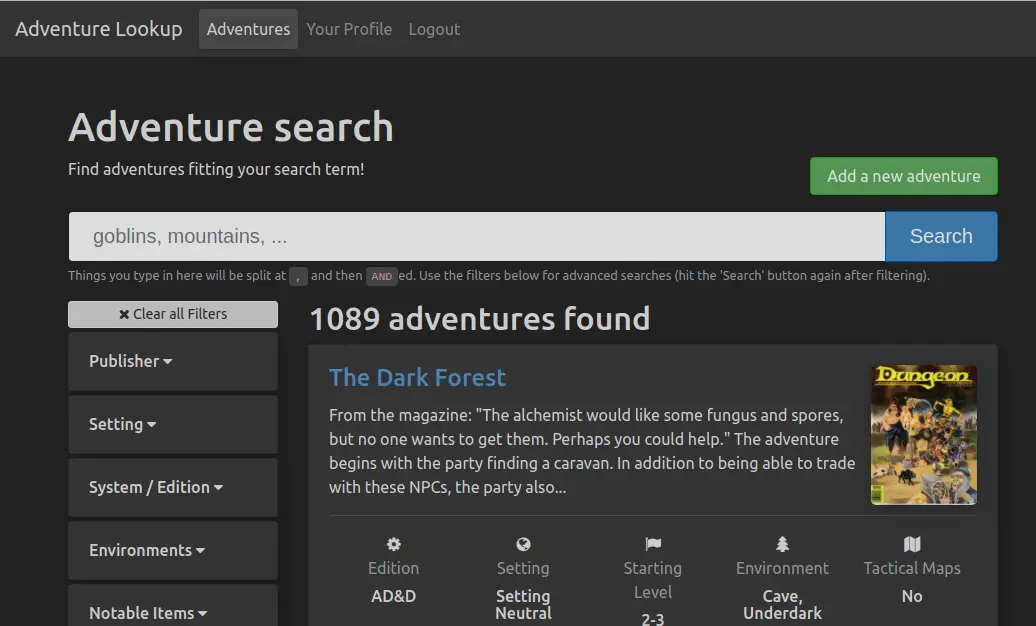 Adventure Lookup Adventures Your Profile Logout
Adventure search
Find adventures fitting your search term!
Add a new adventure
goblins, mountains, ...
Search
Things you type in here will be split at , and then AND ed. Use the filters below for advanced searches (hit the 'Search' button again after filtering).
✖ Clear all Filters
Publisher
Setting
System / Edition
Environments
Notable Items
1089 adventures found
The Dark Forest
From the magazine: "The alchemist would like some fungus and spores,
but no one wants to get them. Perhaps you could help." The adventure
begins with the party finding a caravan. In addition to being able to trade
with these NPCs, the party also...
Dungeon
Edition
AD&D
Setting
Setting
Neutral
Starting
Level
2-3
Environment
Cave,
Underdark
Tactical Maps
No